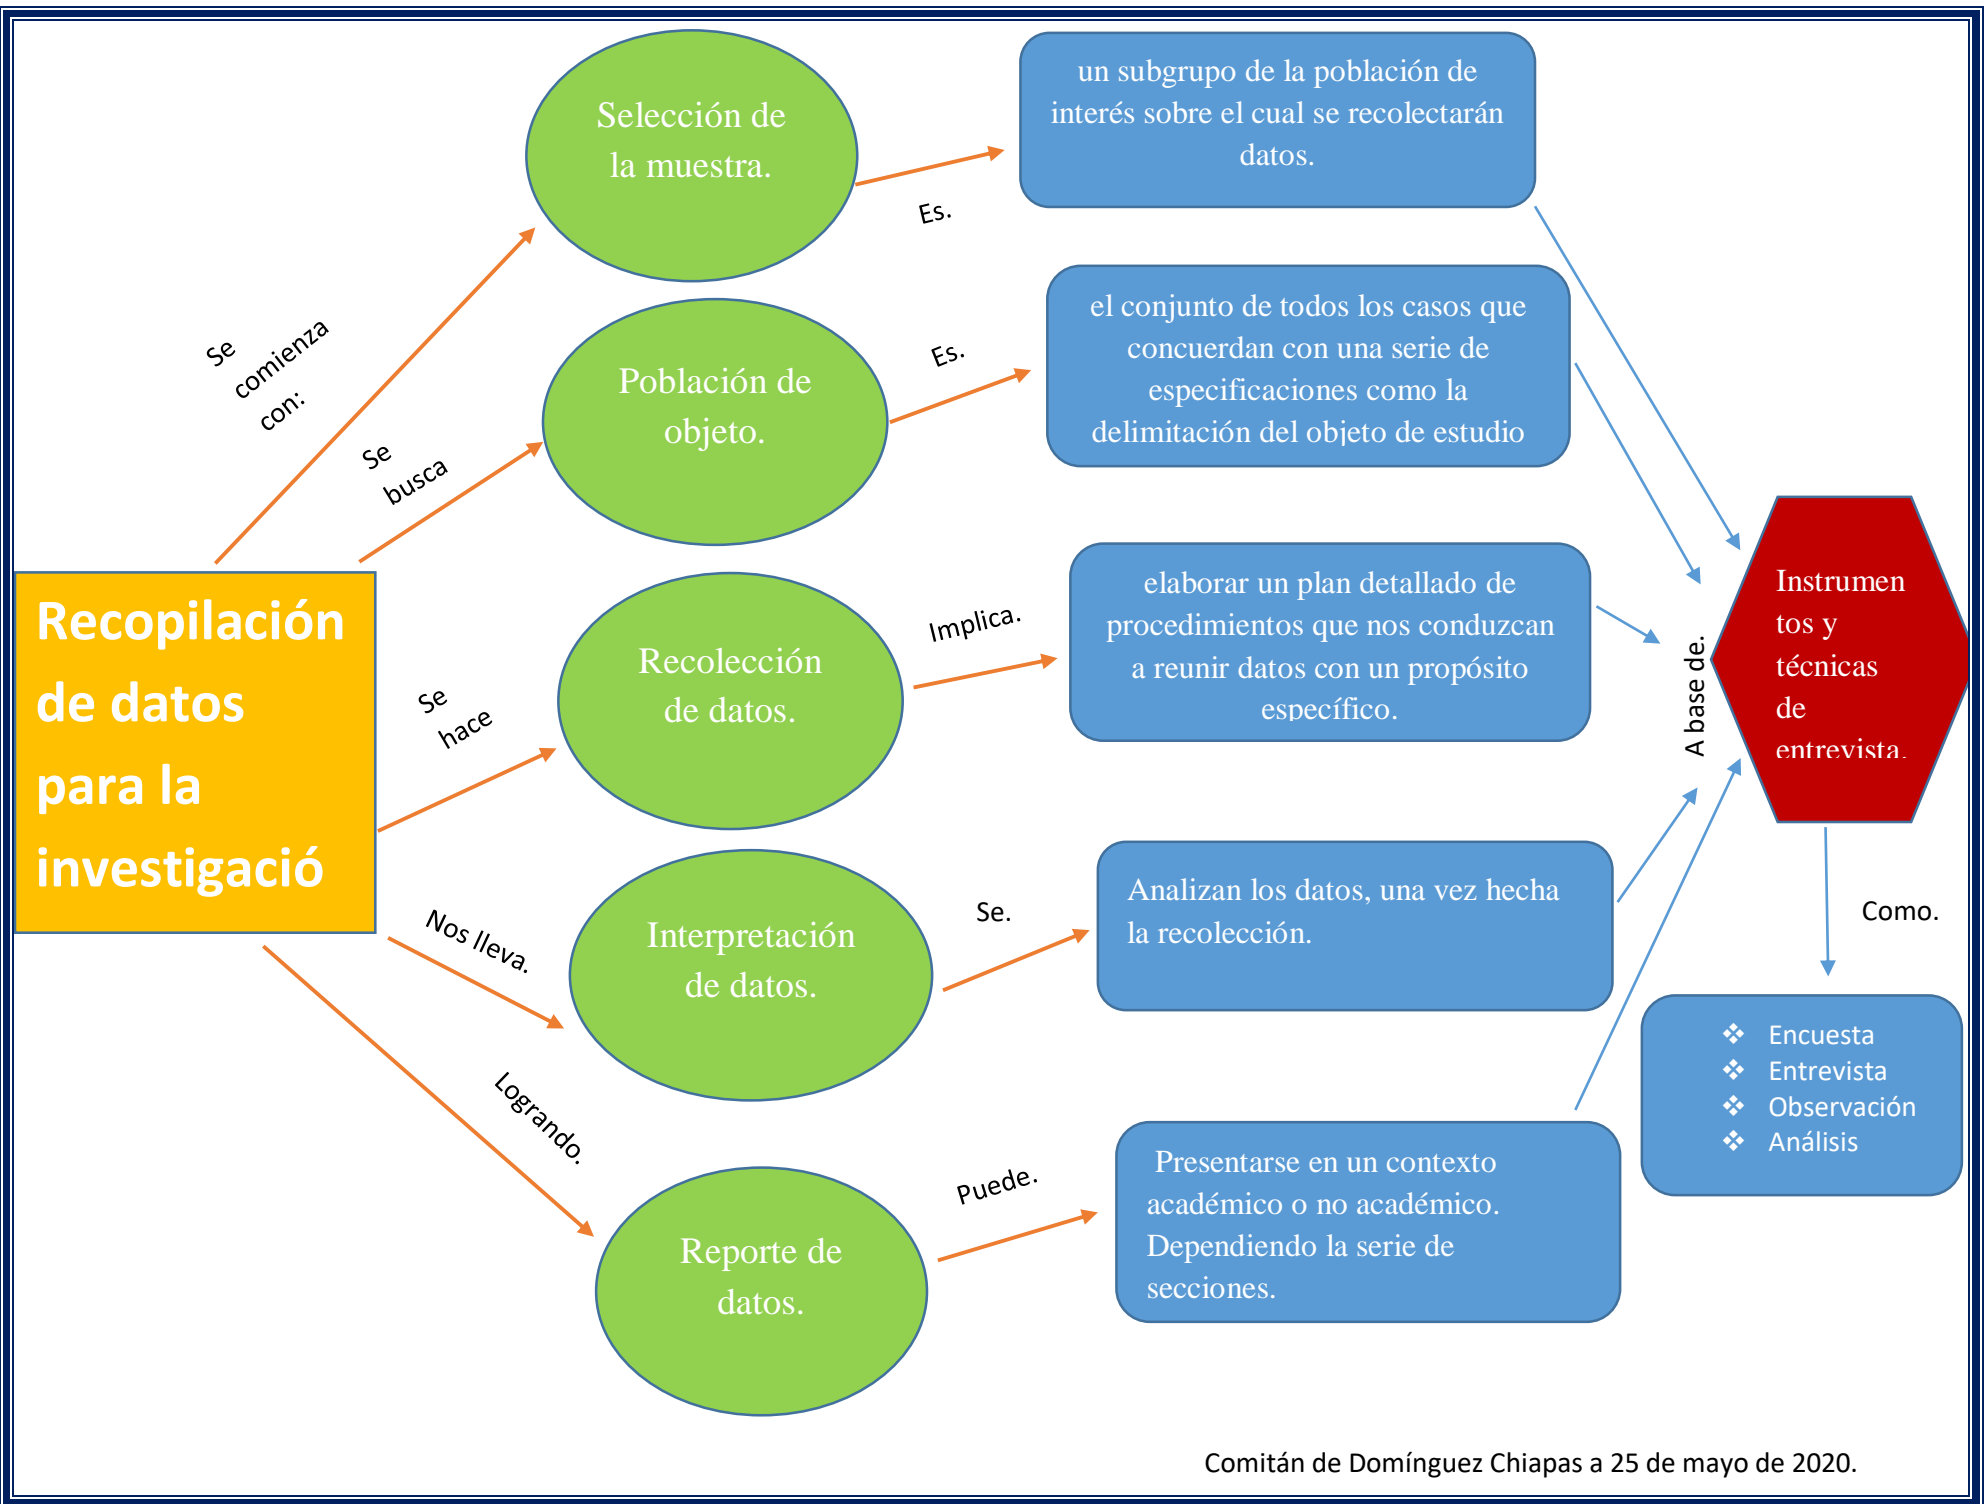 Selección de
la muestra.
Es.
un subgrupo de la población de
interés sobre el cual se recolectarán
datos.
Se
comienza
con:
Población de
objeto.
Es.
el conjunto de todos los casos que
concuerdan con una serie de
especificaciones como la
delimitación del objeto de estudio
Se
busca
Recopilación
de datos
para la
investigació
Se
hace
Recolección
de datos.
Implica.
elaborar un plan detallado de
procedimientos que nos conduzcan
a reunir datos con un propósito
específico.
A base de.
Instrumen
tos y
técnicas
de
entrevista.
Nos lleva.
Interpretación
de datos.
Se.
Analizan los datos, una vez hecha
la recolección.
Como.
❖ Encuesta
❖ Entrevista
❖ Observación
❖ Análisis
Logrando.
Reporte de
datos.
Puede.
Presentarse en un contexto
académico o no académico.
Dependiendo la serie de
secciones.
Comitán de Domínguez Chiapas a 25 de mayo de 2020.